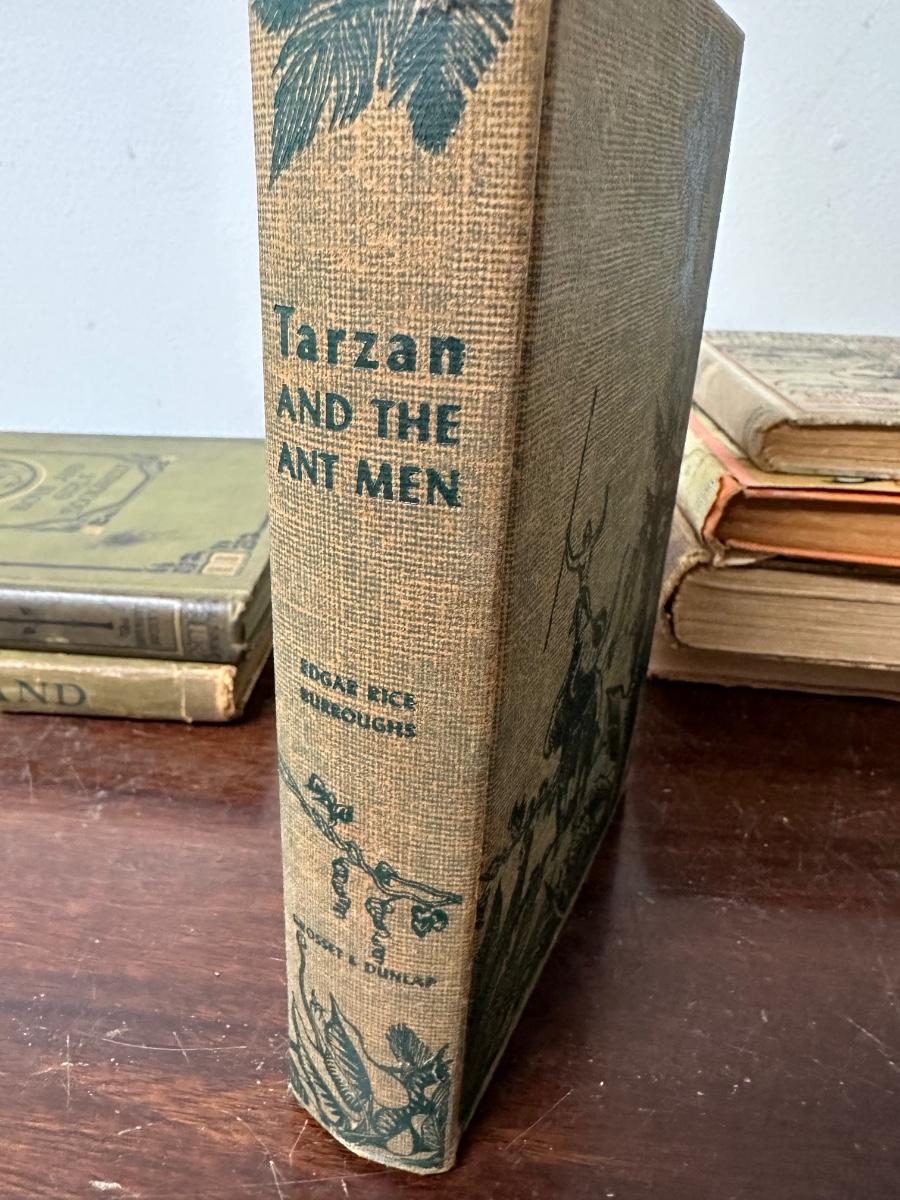 Tarzan
AND THE
ANT MEN
EDGAR RICE
BURROUGHS
GROSSET & DUNLAP
AND